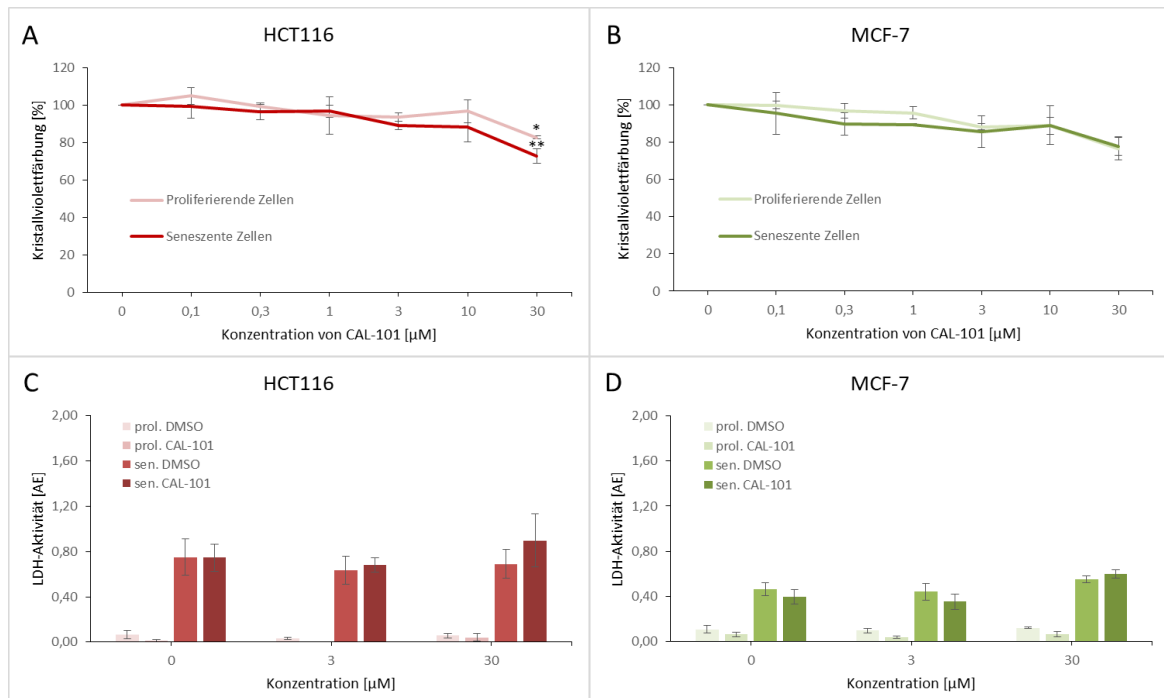 A
HCT116
Kristallviolettfärbung [%]
120
100
80
60
40
20
0
*
**
Proliferierende Zellen
Seneszente Zellen
0 0,1 0,3 1 3 10 30
Konzentration von CAL-101 [µM]
B
MCF-7
Kristallviolettfärbung [%]
120
100
80
60
40
20
0
Proliferierende Zellen
Seneszente Zellen
0 0,1 0,3 1 3 10 30
Konzentration von CAL-101 [µM]
C
HCT116
LDH-Aktivität [AE]
2,00
1,60
1,20
0,80
0,40
0,00
prol. DMSO
prol. CAL-101
sen. DMSO
sen. CAL-101
0 3 30
Konzentration [µM]
D
MCF-7
LDH-Aktivität [AE]
2,00
1,60
1,20
0,80
0,40
0,00
prol. DMSO
prol. CAL-101
sen. DMSO
sen. CAL-101
0 3 30
Konzentration [µM]